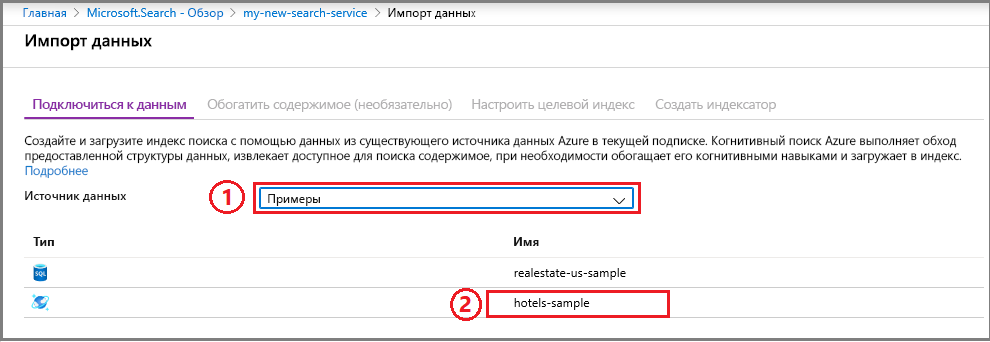 Главная > Microsoft.Search - Обзор > my-new-search-service > Импорт данных
Импорт данных
Подключиться к данным Обогатить содержимое (необязательно) Настроить целевой индекс Создать индексатор
Создайте и загрузите индекс поиска с помощью данных из существующего источника данных Azure в текущей подписке. Когнитивный поиск Azure выполняет обход
предоставленной структуры данных, извлекает доступное для поиска содержимое, при необходимости обогащает его когнитивными навыками и загружает в индекс.
Подробнее
Источник данных 1 Примеры
Тип Имя
SQL realestate-us-sample
2 hotels-sample